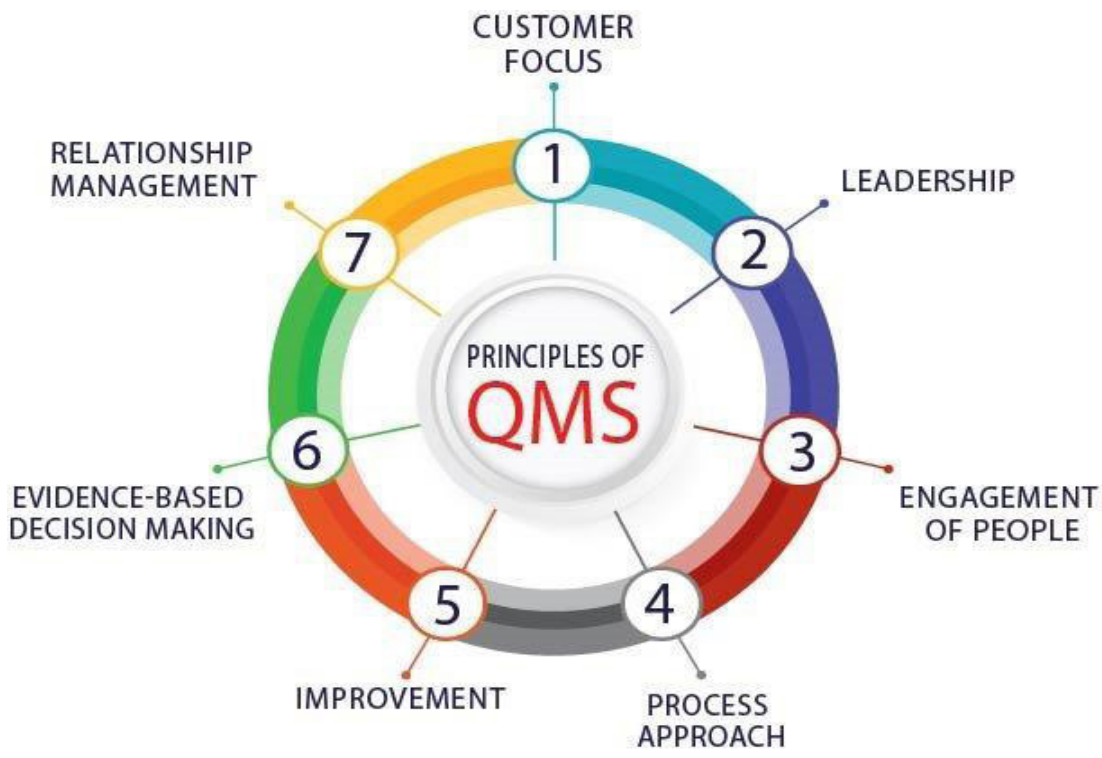 CUSTOMER
FOCUS
1
LEADERSHIP
2
ENGAGEMENT
OF PEOPLE
3
PROCESS
APPROACH
4
IMPROVEMENT
5
EVIDENCE-BASED
DECISION MAKING
6
RELATIONSHIP
MANAGEMENT
7
PRINCIPLES OF
QMS